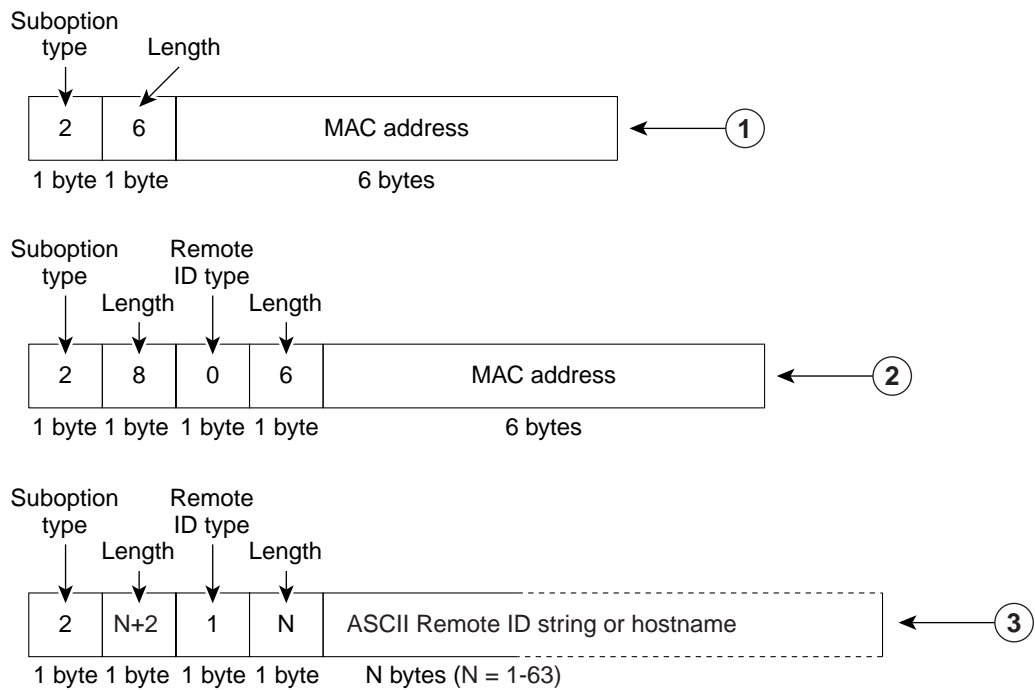 Suboption
type
Length
2 6 MAC address
1
1 byte 1 byte 6 bytes
Suboption
type
Remote
ID type
Length Length
2 8 0 6 MAC address
2
1 byte 1 byte 1 byte 1 byte 6 bytes
Suboption
type
Remote
ID type
Length Length
2 N+2 1 N ASCII Remote ID string or hostname
3
1 byte 1 byte 1 byte 1 byte N bytes (N = 1-63)